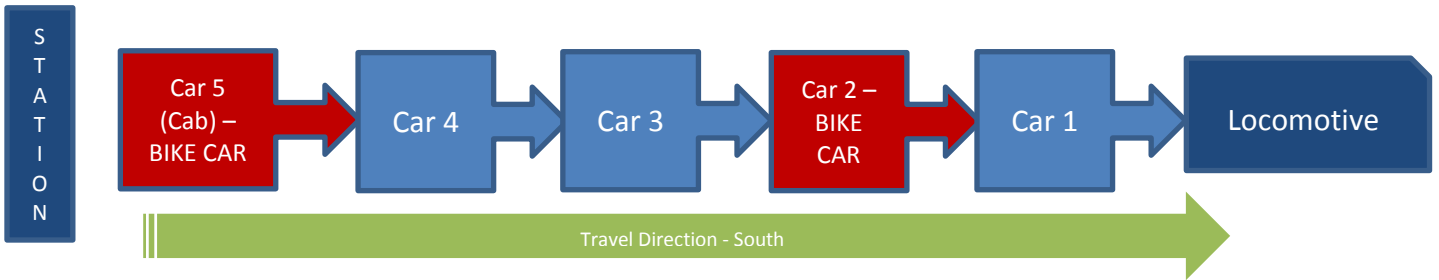 S
T
A
T
I
O
N
Car 5
(Cab) –
BIKE CAR
Car 4
Car 3
Car 2 –
BIKE
CAR
Car 1
Locomotive
Travel Direction - South